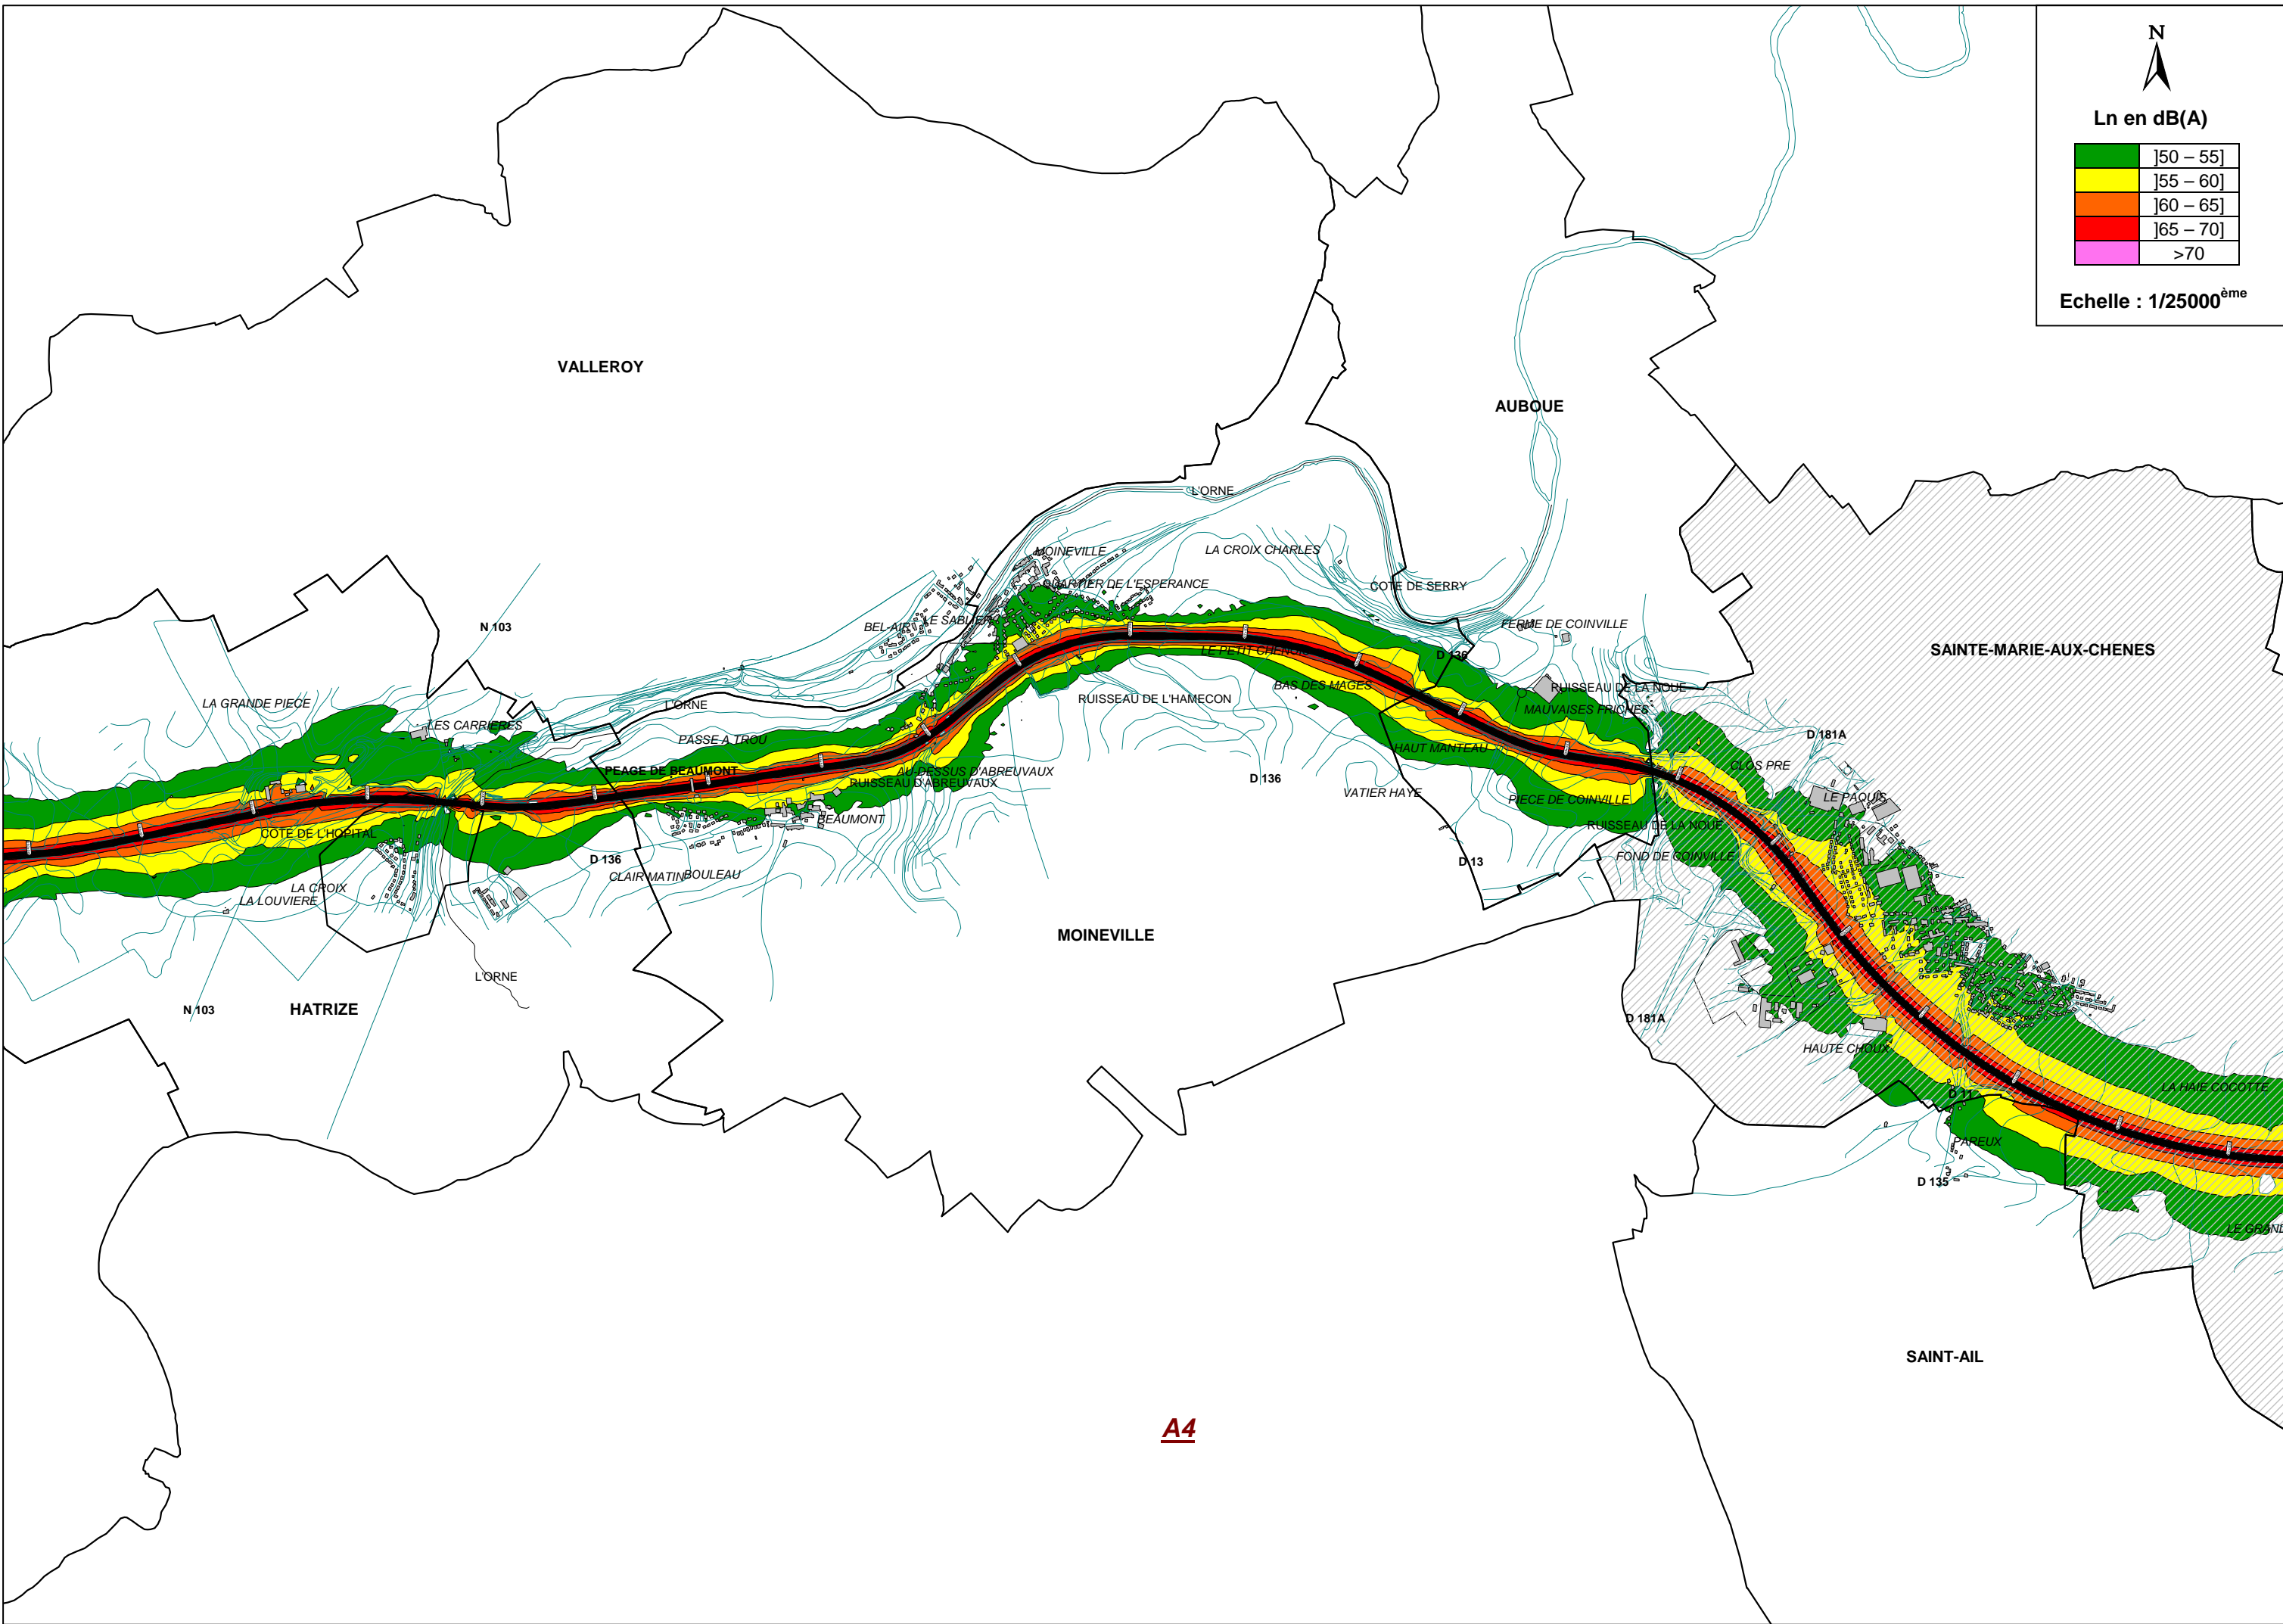 N
Ln en dB(A)
]50 – 55]
]55 – 60]
]60 – 65]
]65 – 70]
>70
Echelle : 1/25000ème
VALLEROY
AUBOUE
L'ORNE
MOINEVILLE
LA CROIX CHARLES
QUARTIER DE L'ESPERANCE
COTE DE SERRY
N 103
BEL-AIR
LE SABLIER
FERME DE COINVILLE
LE PETIT CHENOIS
D 136
SAINTE-MARIE-AUX-CHENES
BAS DES MAGES
RUISSEAU DE LA NOUE
LA GRANDE PIECE
L'ORNE
RUISSEAU DE L'HAMECON
MAUVAISES FRICHES
LES CARRIERES
PASSE A TROU
HAUT MANTEAU
D 181A
PEAGE DE BEAUMONT
AU-DESSUS D'ABREUVAUX
RUISSEAU D'ABREUVAUX
D 136
CLOS PRE
VATIER HAYE
PIECE DE COINVILLE
LE PAQUIS
COTE DE L'HOPITAL
BEAUMONT
RUISSEAU DE LA NOUE
D 136
D 13
FOND DE COINVILLE
CLAIR MATIN
BOULEAU
LA CROIX
LA LOUVIERE
MOINEVILLE
L'ORNE
N 103
HATRIZE
D 181A
HAUTE CHOUX
LA HAIE COCOTTE
D 11
PAREUX
D 135
LE GRAND
SAINT-AIL
A4